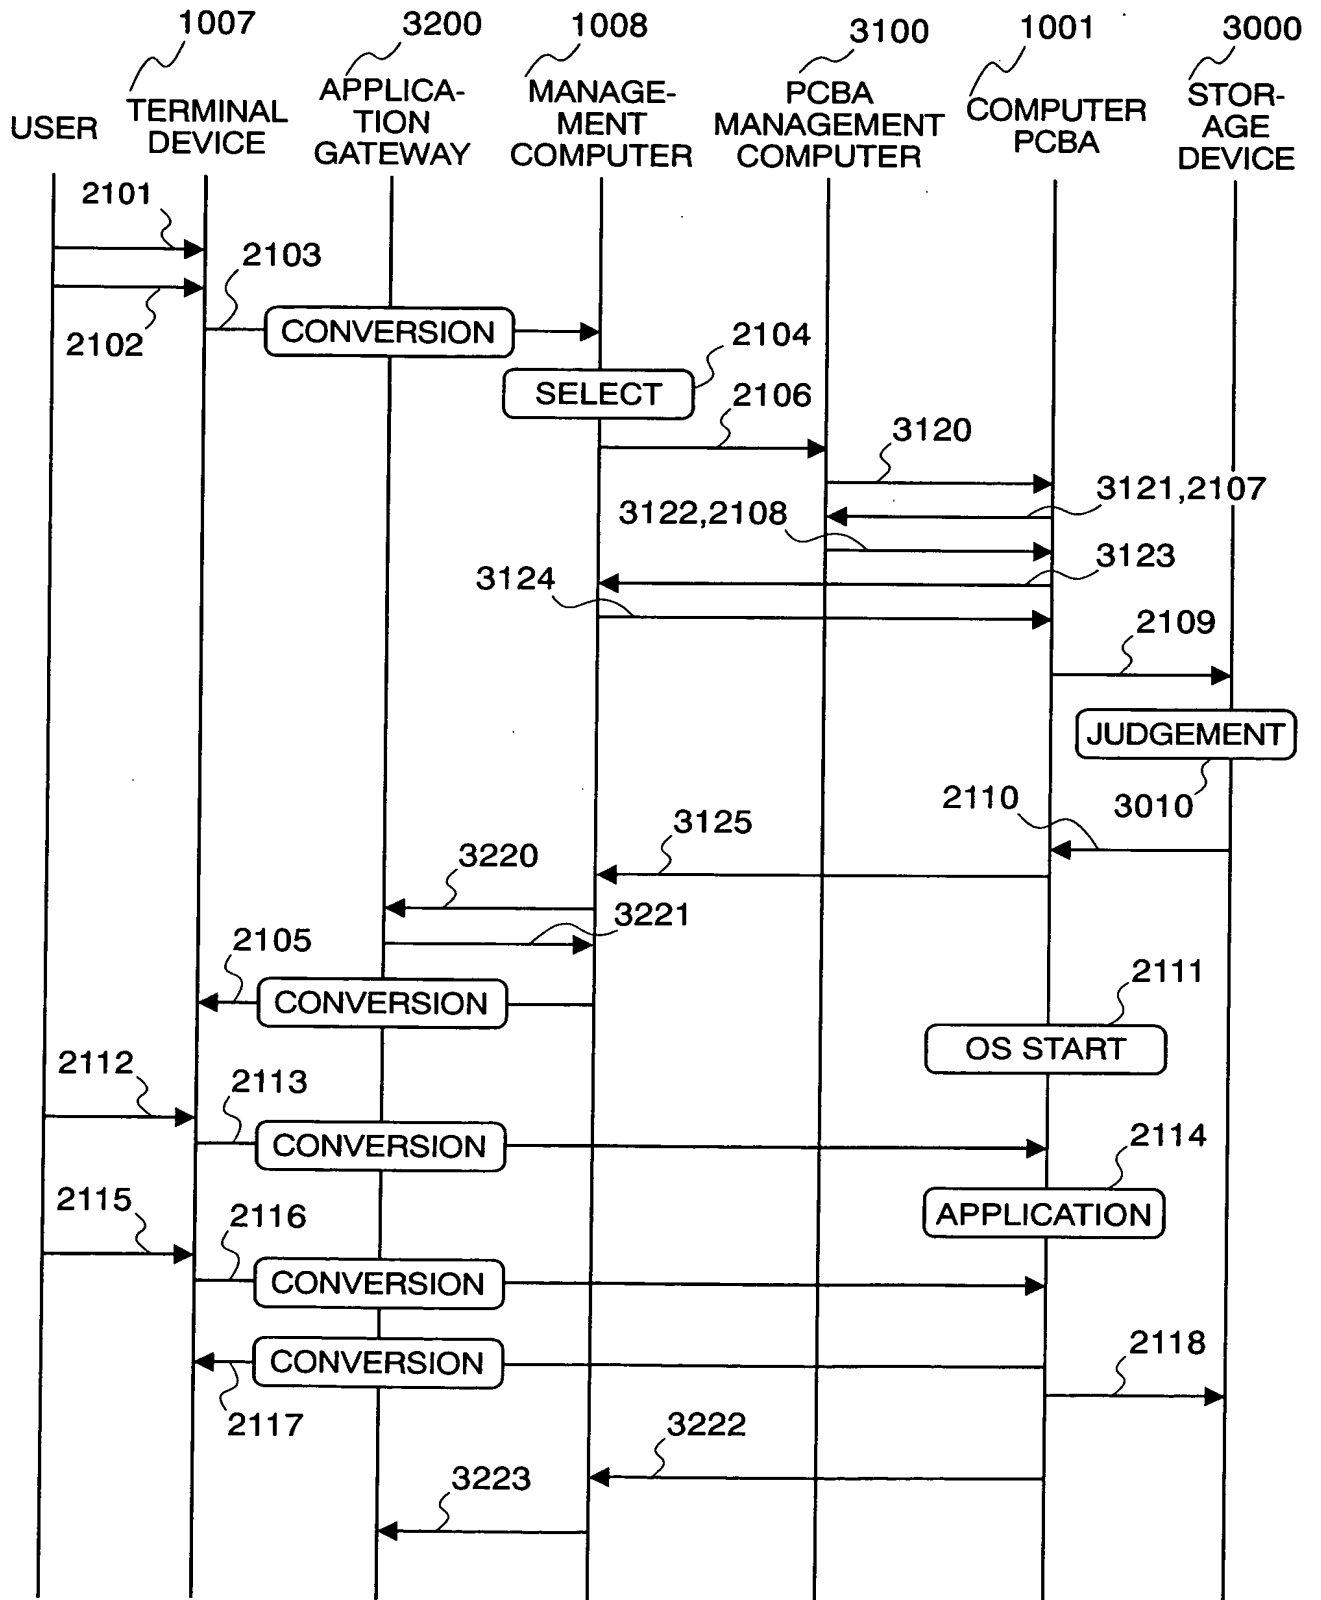 1007
3200
1008
3100
1001
3000
USER
TERMINAL
DEVICE
APPLICA-
TION
GATEWAY
MANAGE-
MENT
COMPUTER
PCBA
MANAGEMENT
COMPUTER
COMPUTER
PCBA
STOR-
AGE
DEVICE
2101
2103
2102
CONVERSION
2104
SELECT
2106
3120
3121,2107
3122,2108
3123
3124
2109
JUDGEMENT
3010
2110
3125
3220
3221
2105
CONVERSION
2111
OS START
2112
2113
CONVERSION
2114
APPLICATION
2115
2116
CONVERSION
CONVERSION
2117
2118
3222
3223